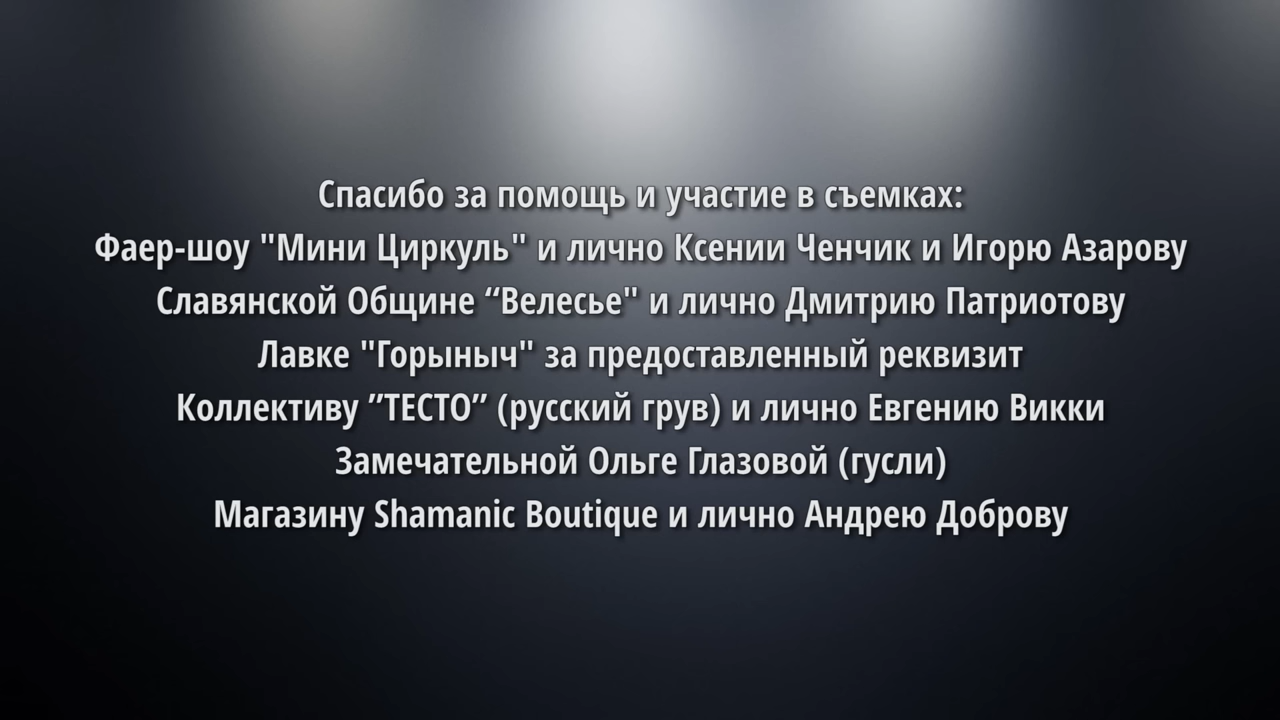 Спасибо за помощь и участие в съемках:
Фаер-шоу "Мини Циркуль" и лично Ксении Ченчик и Игорю Азарову
Славянской Общине “Велесье" и лично Дмитрию Патриотову
Лавке "Горыныч" за предоставленный реквизит
Коллективу ”ТЕСТО” (русский грув) и лично Евгению Викки
Замечательной Ольге Глазовой (гусли)
Магазину Shamanic Boutique и лично Андрею Доброву